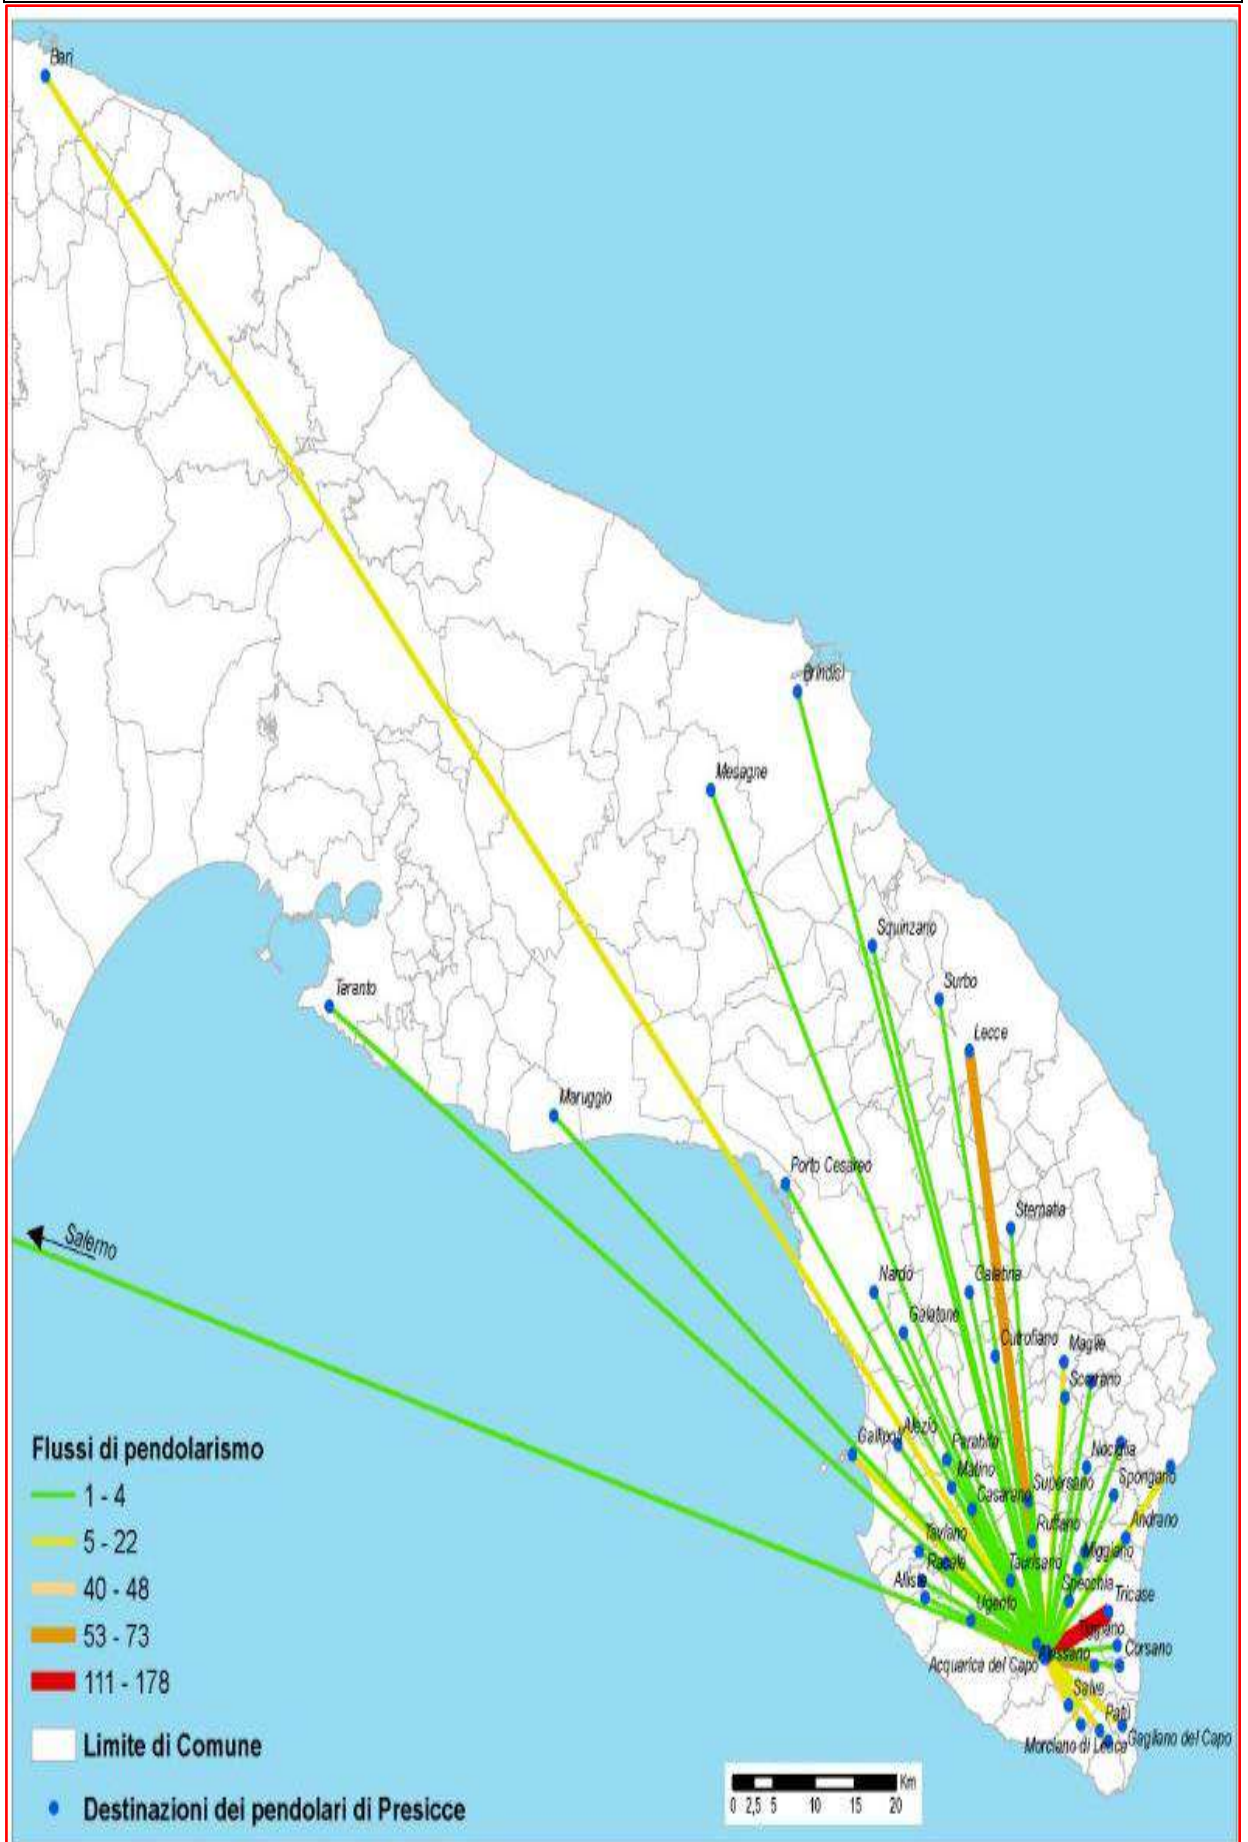 Bari
Brindisi
Mesagne
Squinzano
Surbo
Taranto
Lecce
Maruggio
Porto Cesareo
Sternatia
Salerno
Nardò
Galatina
Galatone
Cutrofiano
Maglie
Scorrano
Alezio
Gallipoli
Parabita
Nociglia
Matino
Supersano
Spongano
Casarano
Ruffano
Andrano
Taviano
Miggiano
Racale
Taurisano
Alliste
Specchia
Tricase
Ugento
Tiggiano
Corsano
Alessano
Acquarica del Capo
Salve
Patù
Morciano di Leuca
Gagliano del Capo
Flussi di pendolarismo
1 - 4
5 - 22
40 - 48
53 - 73
111 - 178
Limite di Comune
Destinazioni dei pendolari di Presicce
Km
0 2,5 5 10 15 20